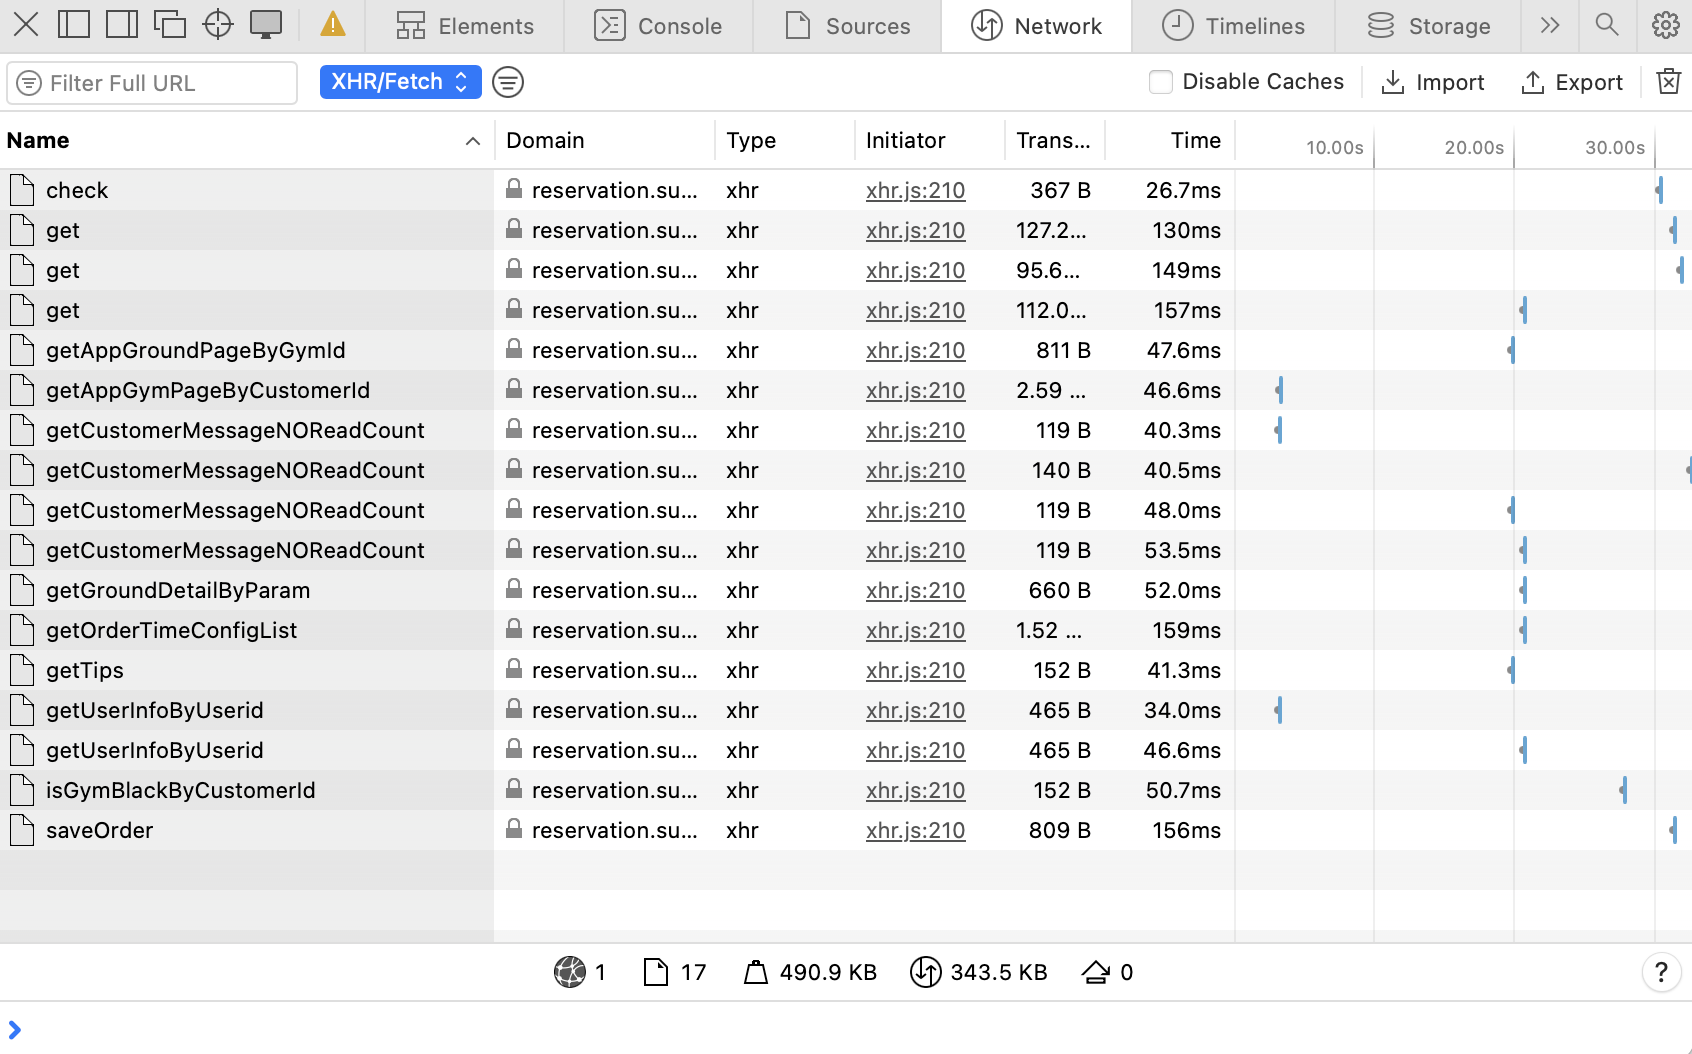 Elements Console Sources Network Timelines Storage
Filter Full URL XHR/Fetch Disable Caches Import Export
Name Domain Type Initiator Trans... Time 10.00s 20.00s 30.00s
check reservation.su... xhr xhr.js:210 367 B 26.7ms
get reservation.su... xhr xhr.js:210 127.2... 130ms
get reservation.su... xhr xhr.js:210 95.6... 149ms
get reservation.su... xhr xhr.js:210 112.0... 157ms
getAppGroundPageByGymId reservation.su... xhr xhr.js:210 811 B 47.6ms
getAppGymPageByCustomerId reservation.su... xhr xhr.js:210 2.59 ... 46.6ms
getCustomerMessageNOReadCount reservation.su... xhr xhr.js:210 119 B 40.3ms
getCustomerMessageNOReadCount reservation.su... xhr xhr.js:210 140 B 40.5ms
getCustomerMessageNOReadCount reservation.su... xhr xhr.js:210 119 B 48.0ms
getCustomerMessageNOReadCount reservation.su... xhr xhr.js:210 119 B 53.5ms
getGroundDetailByParam reservation.su... xhr xhr.js:210 660 B 52.0ms
getOrderTimeConfigList reservation.su... xhr xhr.js:210 1.52 ... 159ms
getTips reservation.su... xhr xhr.js:210 152 B 41.3ms
getUserInfoByUserid reservation.su... xhr xhr.js:210 465 B 34.0ms
getUserInfoByUserid reservation.su... xhr xhr.js:210 465 B 46.6ms
isGymBlackByCustomerId reservation.su... xhr xhr.js:210 152 B 50.7ms
saveOrder reservation.su... xhr xhr.js:210 809 B 156ms
1 17 490.9 KB 343.5 KB 0 ?